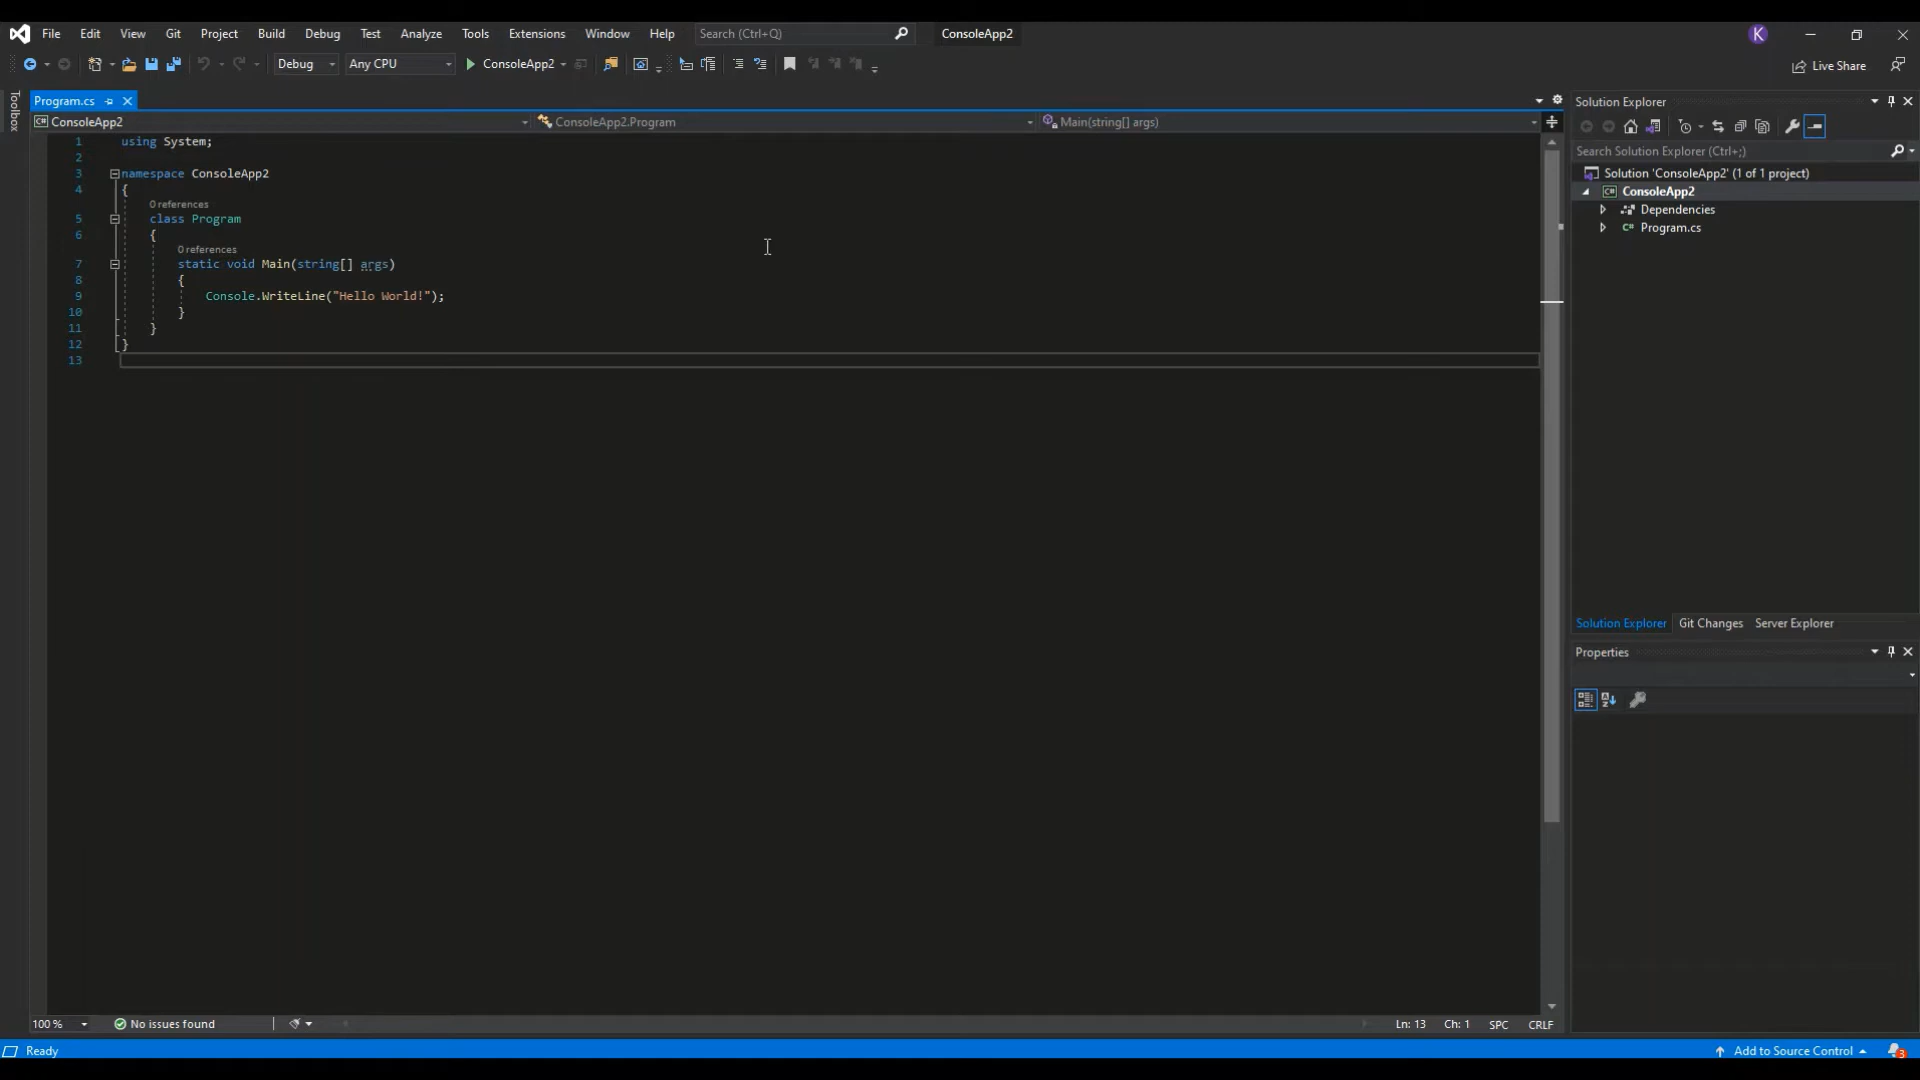 File Edit View Git Project Build Debug Test Analyze Tools Extensions Window Help Search (Ctrl+Q) ConsoleApp2 K
Debug Any CPU ConsoleApp2 Live Share
Toolbox
Program.cs
ConsoleApp2 ConsoleApp2.Program Main(string[] args)
1 using System;
2
3 namespace ConsoleApp2
4 {
0 references
5 class Program
6 {
0 references
7 static void Main(string[] args)
8 {
9 Console.WriteLine("Hello World!");
10 }
11 }
12 }
13
Solution Explorer
Search Solution Explorer (Ctrl+;)
Solution 'ConsoleApp2' (1 of 1 project)
C# ConsoleApp2
Dependencies
C# Program.cs
Solution Explorer Git Changes Server Explorer
Properties
100 % No issues found Ln: 13 Ch: 1 SPC CRLF
Ready Add to Source Control 3